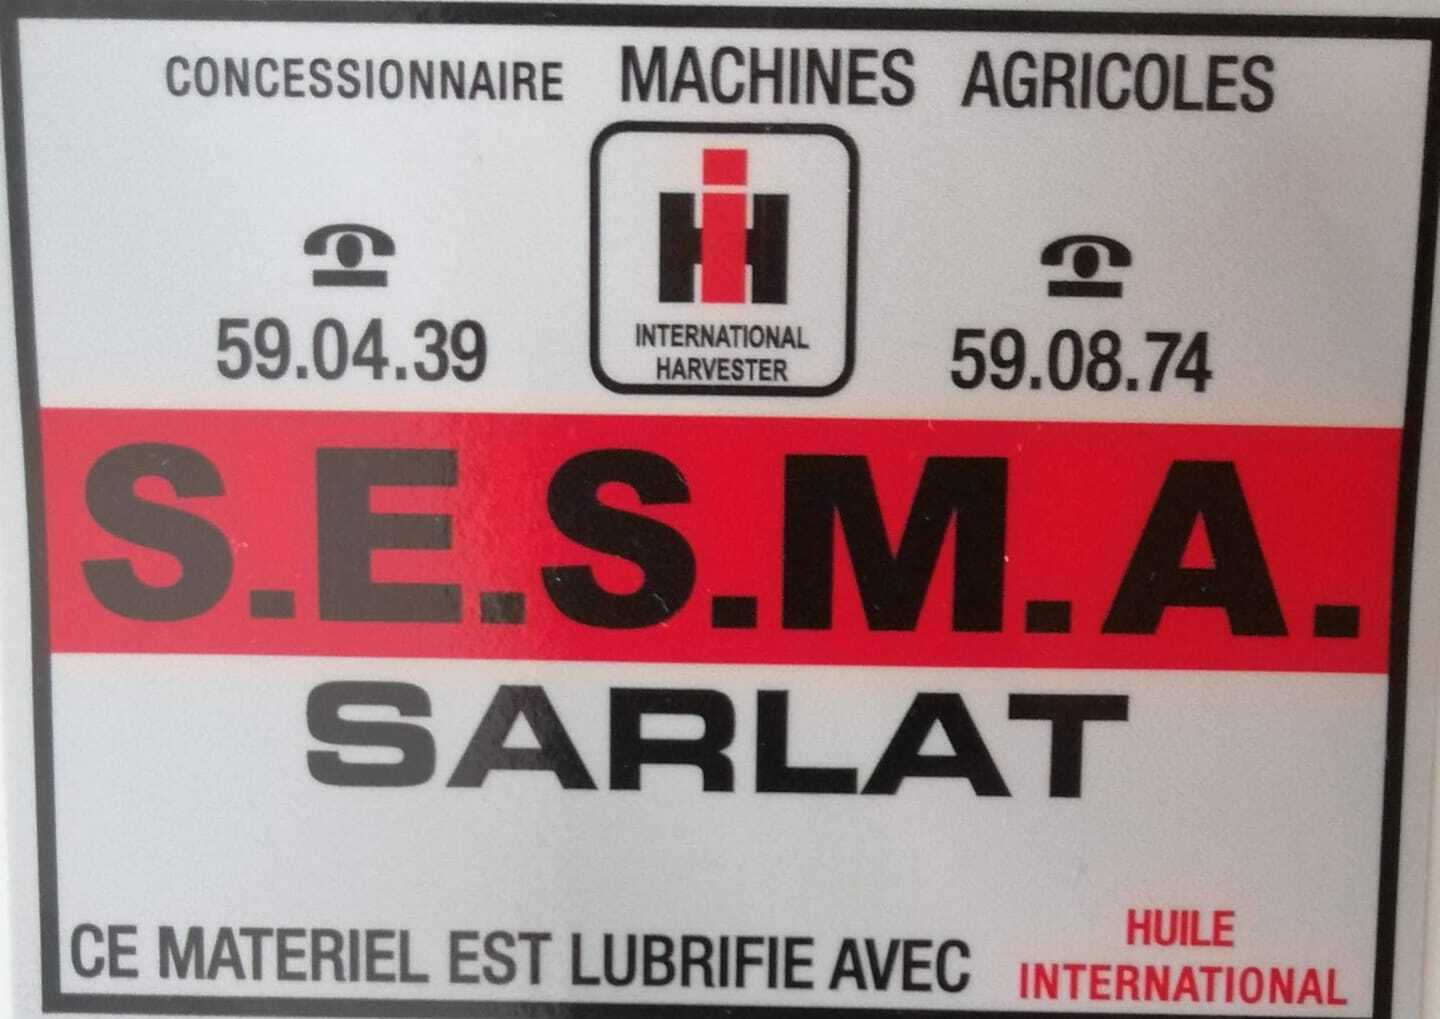 CONCESSIONNAIRE MACHINES AGRICOLES
IH
INTERNATIONAL
HARVESTER
59.04.39
59.08.74
S.E.S.M.A.
SARLAT
CE MATERIEL EST LUBRIFIE AVEC
HUILE
INTERNATIONAL